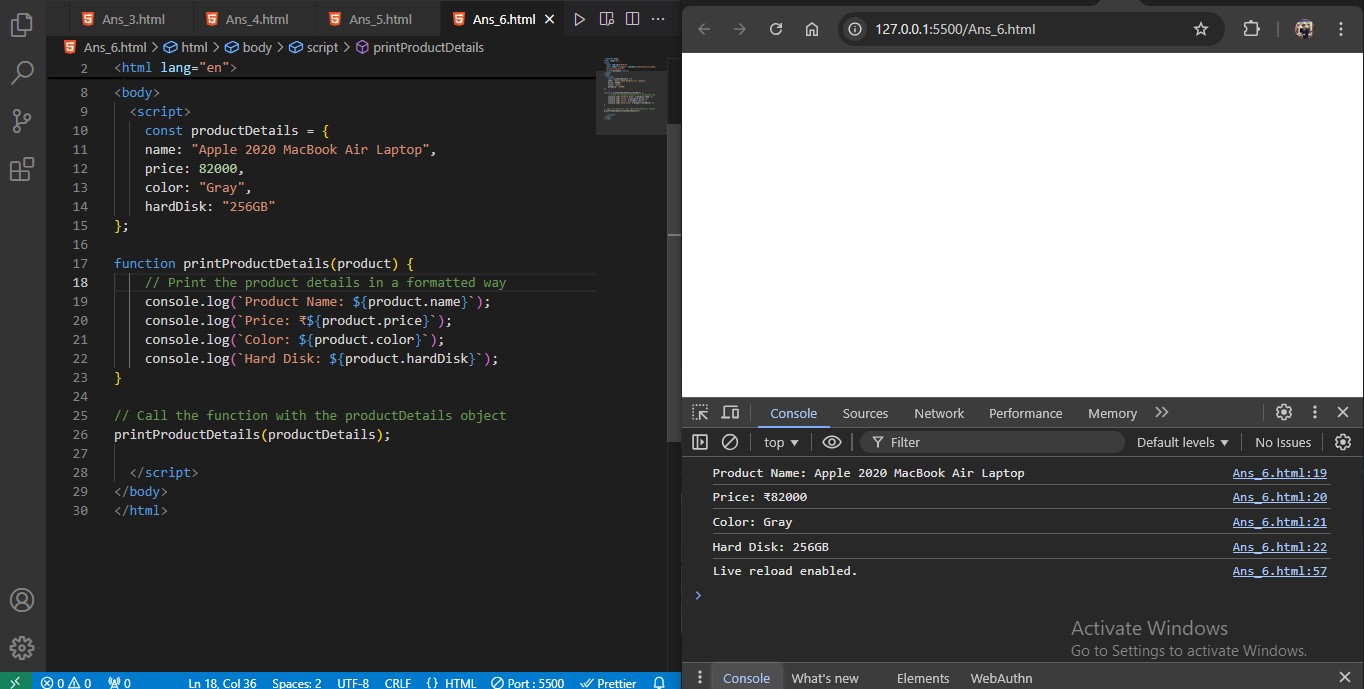 Ans_3.html Ans_4.html Ans_5.html Ans_6.html
Ans_6.html > html > body > script > printProductDetails
2 <html lang="en">
8 <body>
9 <script>
10 const productDetails = {
11 name: "Apple 2020 MacBook Air Laptop",
12 price: 82000,
13 color: "Gray",
14 hardDisk: "256GB"
15 };
16
17 function printProductDetails(product) {
18 // Print the product details in a formatted way
19 console.log(`Product Name: ${product.name}`);
20 console.log(`Price: ₹${product.price}`);
21 console.log(`Color: ${product.color}`);
22 console.log(`Hard Disk: ${product.hardDisk}`);
23 }
24
25 // Call the function with the productDetails object
26 printProductDetails(productDetails);
27
28 </script>
29 </body>
30 </html>
0 0 0 Ln 18, Col 36 Spaces: 2 UTF-8 CRLF {} HTML Port : 5500 Prettier
127.0.0.1:5500/Ans_6.html
Console Sources Network Performance Memory
top Filter Default levels No Issues
Product Name: Apple 2020 MacBook Air Laptop Ans_6.html:19
Price: ₹82000 Ans_6.html:20
Color: Gray Ans_6.html:21
Hard Disk: 256GB Ans_6.html:22
Live reload enabled. Ans_6.html:57
>
Activate Windows
Go to Settings to activate Windows.
Console What's new Elements WebAuthn